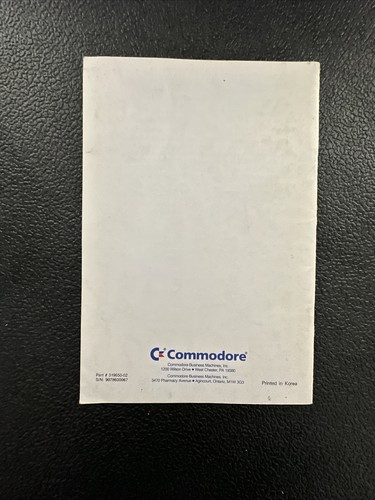 Commodore
Commodore Business Machines, Inc.
1200 Wilson Drive • West Chester, PA 19380
Commodore Business Machines, Inc.
3470 Pharmacy Avenue • Agincourt, Ontario, M1W 3G3
Printed in Korea